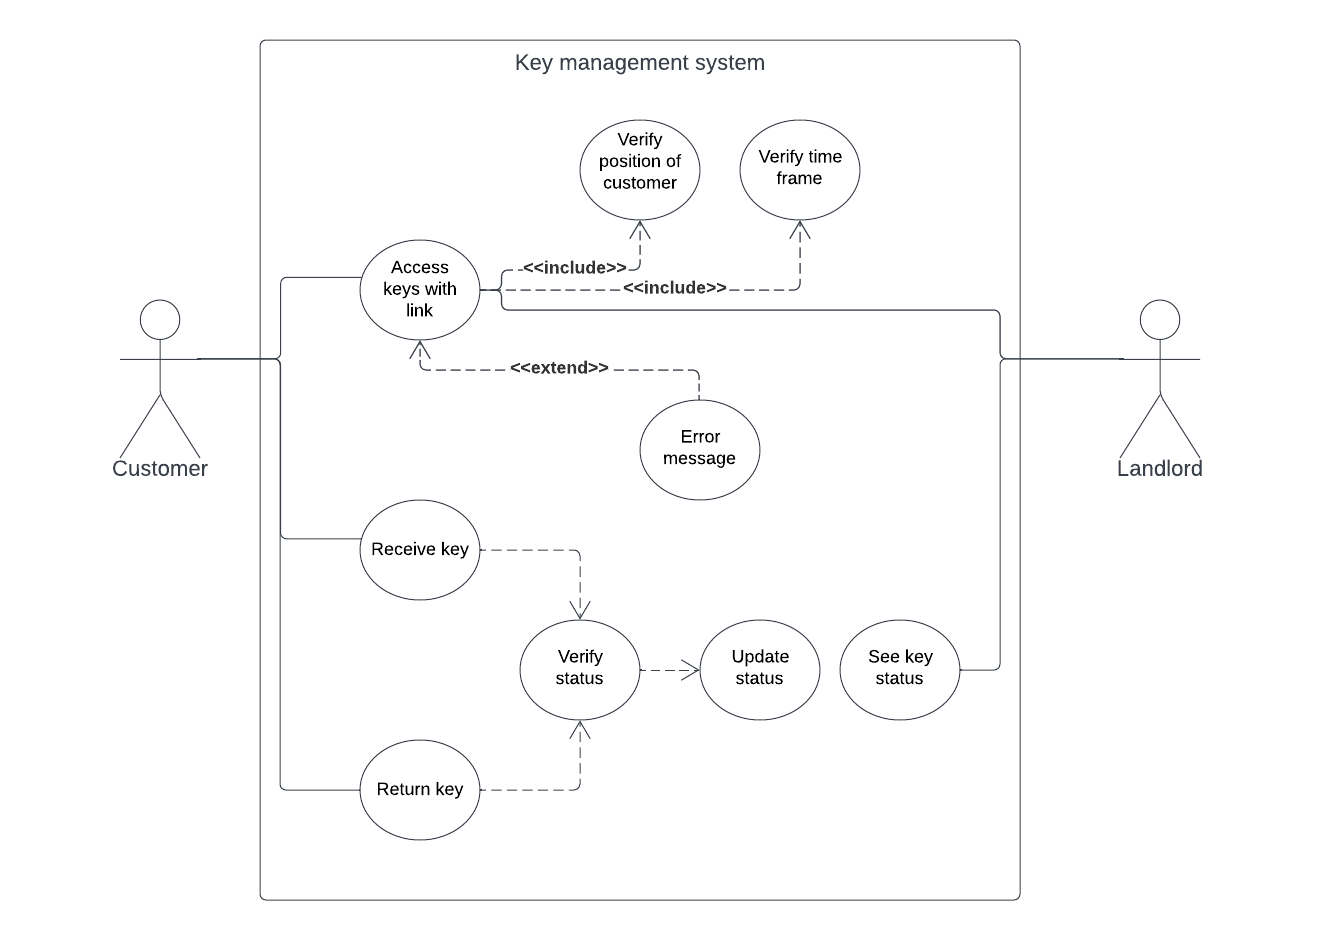 Key management system
Verify
position of
customer
Verify time
frame
Access
keys with
link
<<include>>
<<include>>
<<extend>>
Error
message
Customer
Landlord
Receive key
Verify
status
Update
status
See key
status
Return key